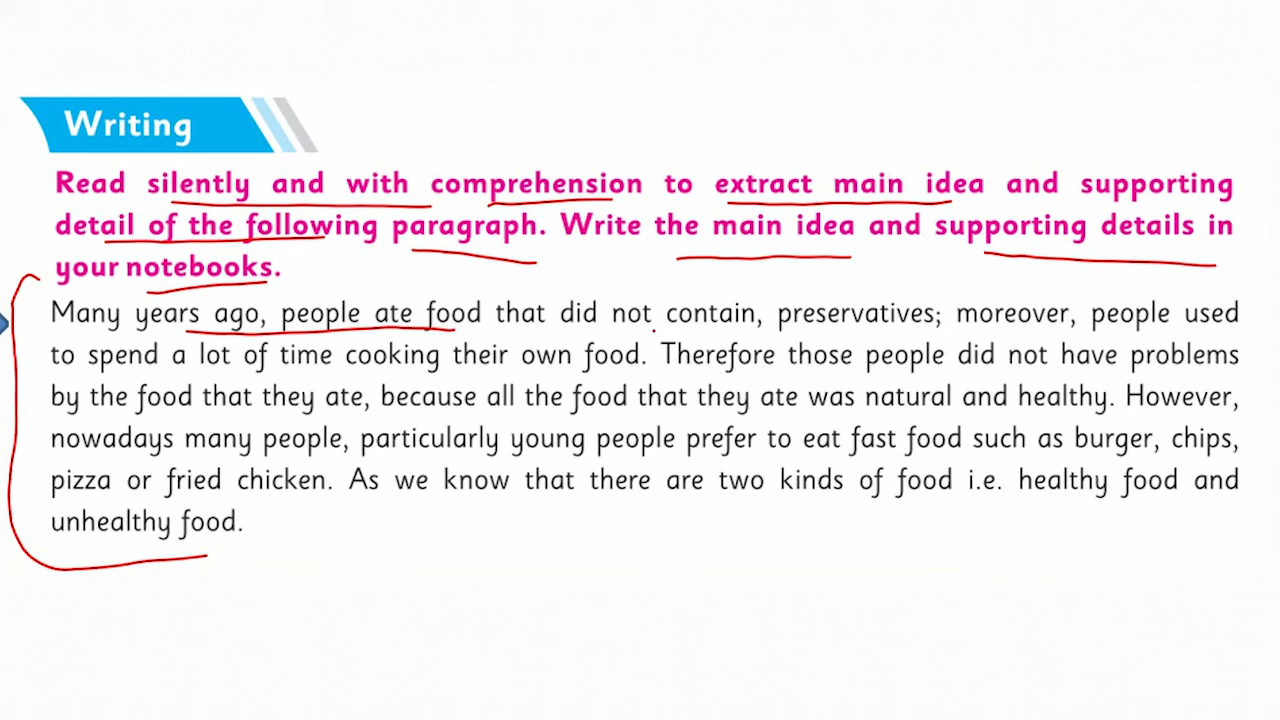 Writing
Read silently and with comprehension to extract main idea and supporting
detail of the following paragraph. Write the main idea and supporting details in
your notebooks.
Many years ago, people ate food that did not contain, preservatives; moreover, people used
to spend a lot of time cooking their own food. Therefore those people did not have problems
by the food that they ate, because all the food that they ate was natural and healthy. However,
nowadays many people, particularly young people prefer to eat fast food such as burger, chips,
pizza or fried chicken. As we know that there are two kinds of food i.e. healthy food and
unhealthy food.